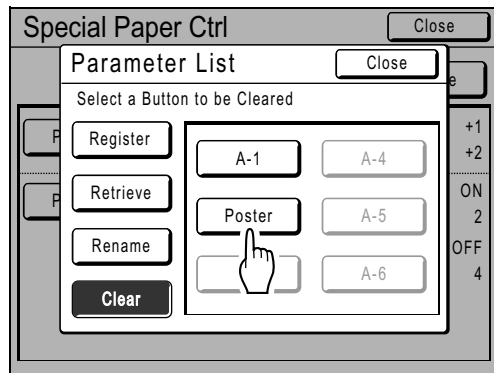 Special Paper Ctrl
Close
Parameter List
Close
e
Select a Button to be Cleared
P
Register
A-1
A-4
+1
+2
P
Retrieve
Poster
A-5
ON
2
Rename
A-6
OFF
4
Clear